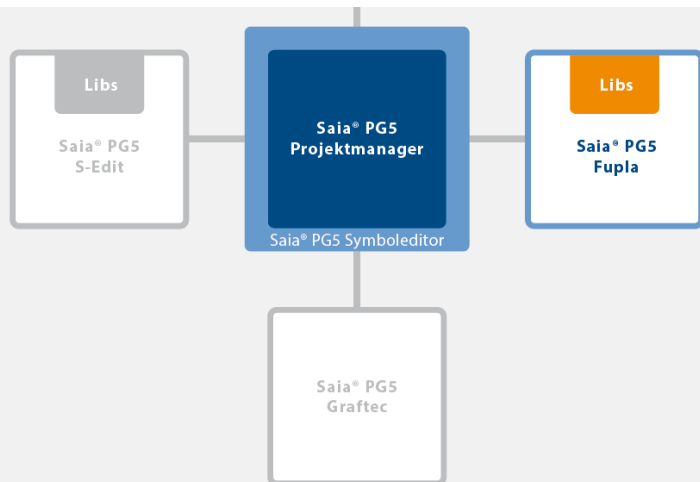 Libs
Saia® PG5
S-Edit
Saia® PG5
Projektmanager
Saia® PG5 Symboleditor
Libs
Saia® PG5
Fupla
Saia® PG5
Graftec